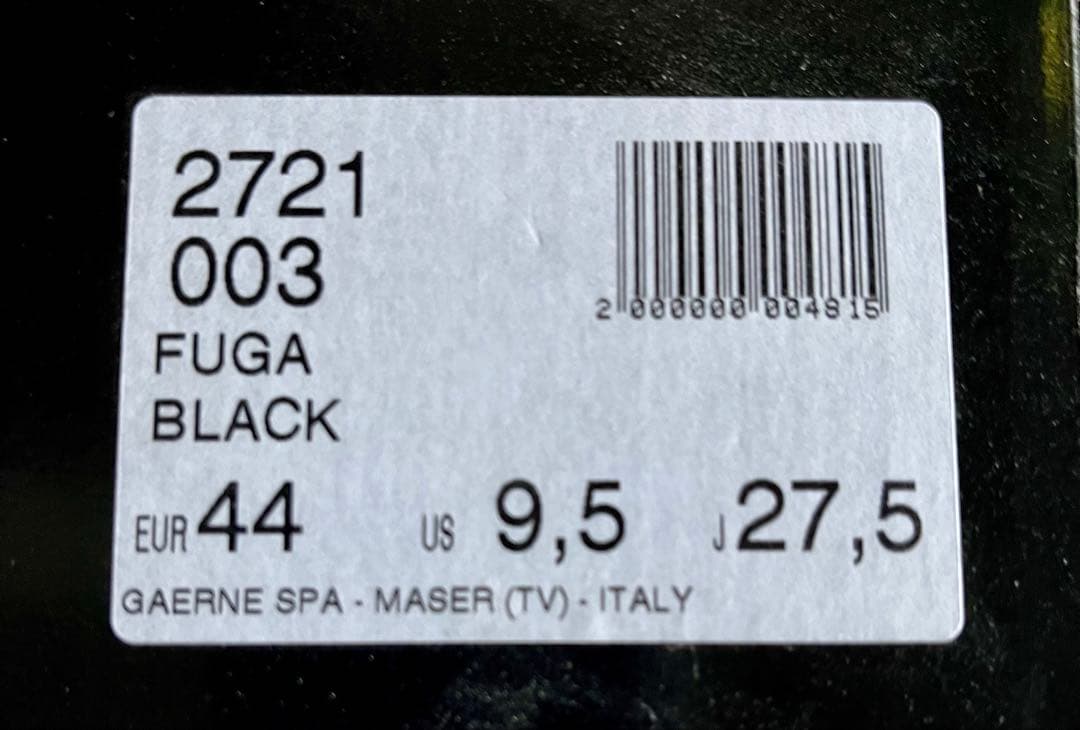 2721
003
FUGA
BLACK
2 000000 004815
EUR 44 US 9,5 J 27,5
GAERNE SPA - MASER (TV) - ITALY